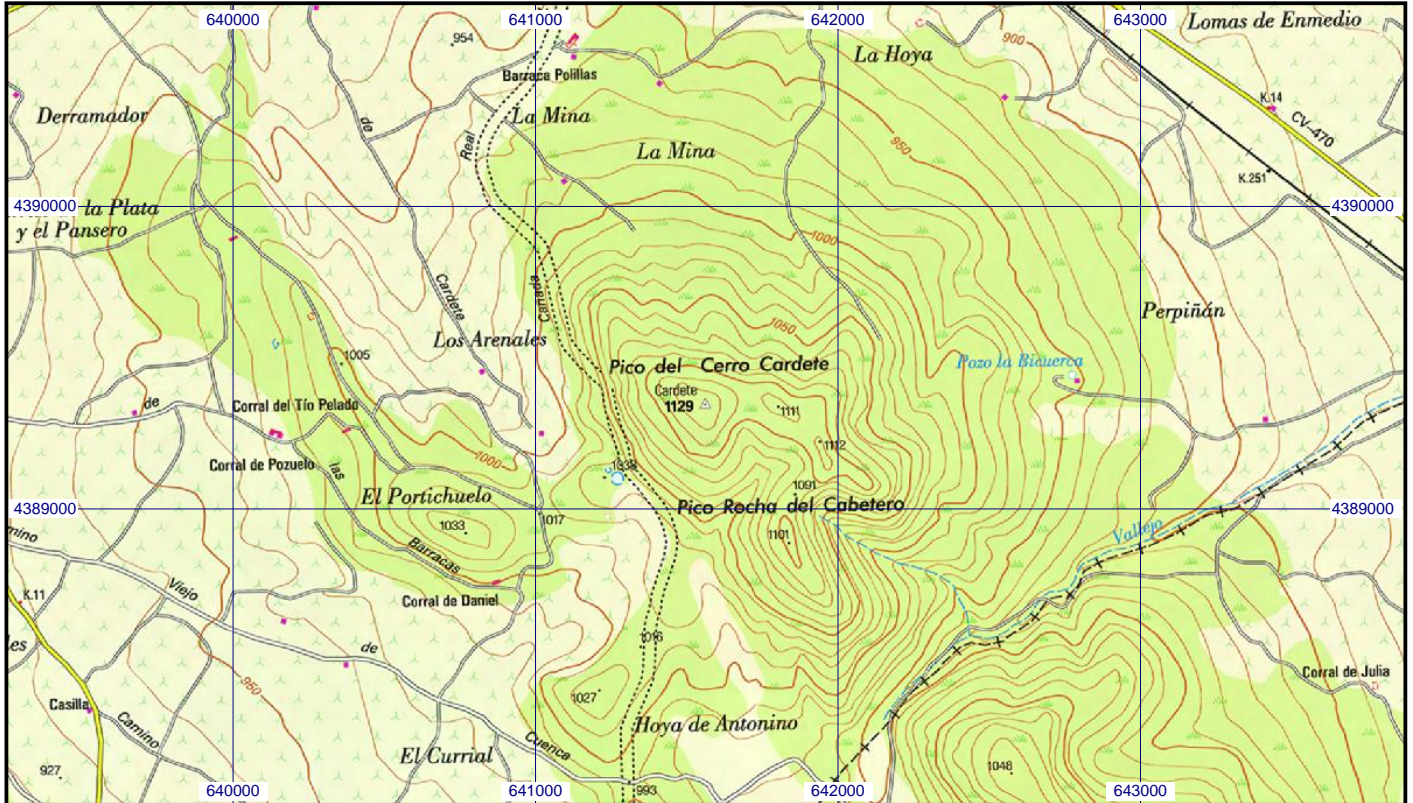 640000
641000
642000
643000
Lomas de Enmedio
954
La Hoya
900
Barraca Polillas
K.14
Derramador
La Mina
CV-470
de
Real
La Mina
950
K.251
4390000
la Plata
4390000
y el Pansero
1000
Cañada
Cardete
Perpiñán
1050
Los Arenales
1005
Pico del Cerro Cardete
Pozo la Bicuerca
Cardete
1129
1111
de
Corral del Tío Pelado
1112
1000
1038
Corral de Pozuelo
las
1091
El Portichuelo
Pico Rocha del Cabetero
4389000
4389000
1033
1017
1101
Vallejo
mino
Barracas
Viejo
K.11
Corral de Daniel
de
1016
les
Corral de Julia
950
1027
Casilla
Camino
Hoya de Antonino
El Currial
Cuenca
927
1048
993
640000
641000
642000
643000